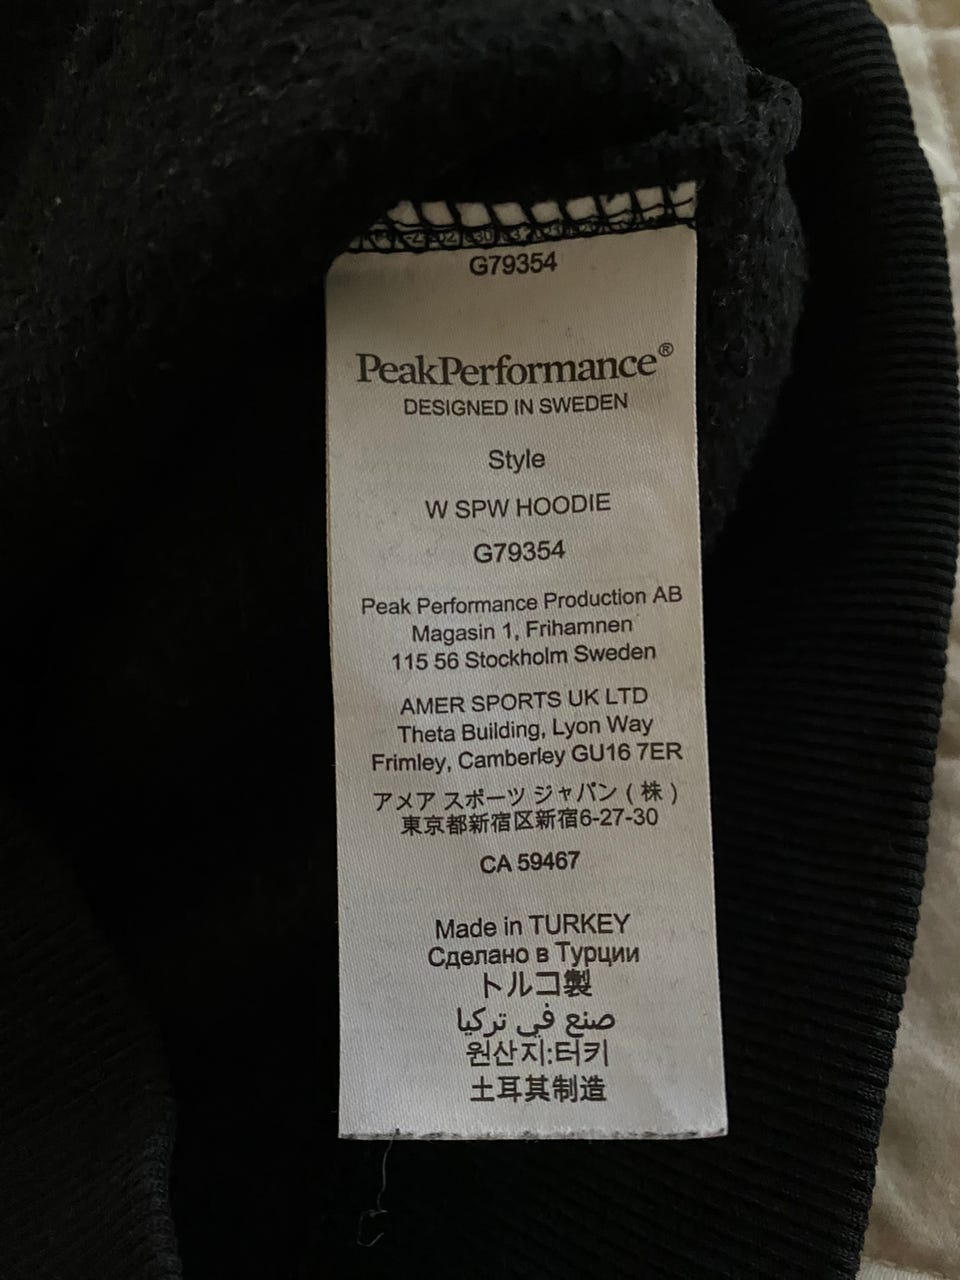 G79354
PeakPerformance®
DESIGNED IN SWEDEN
Style
W SPW HOODIE
G79354
Peak Performance Production AB
Magasin 1, Frihamnen
115 56 Stockholm Sweden
AMER SPORTS UK LTD
Theta Building, Lyon Way
Frimley, Camberley GU16 7ER
アメア スポーツ ジャパン ( 株 )
東京都新宿区新宿6-27-30
CA 59467
Made in TURKEY
Сделано в Турции
トルコ製
صنع في تركيا
원산지:터키
土耳其制造